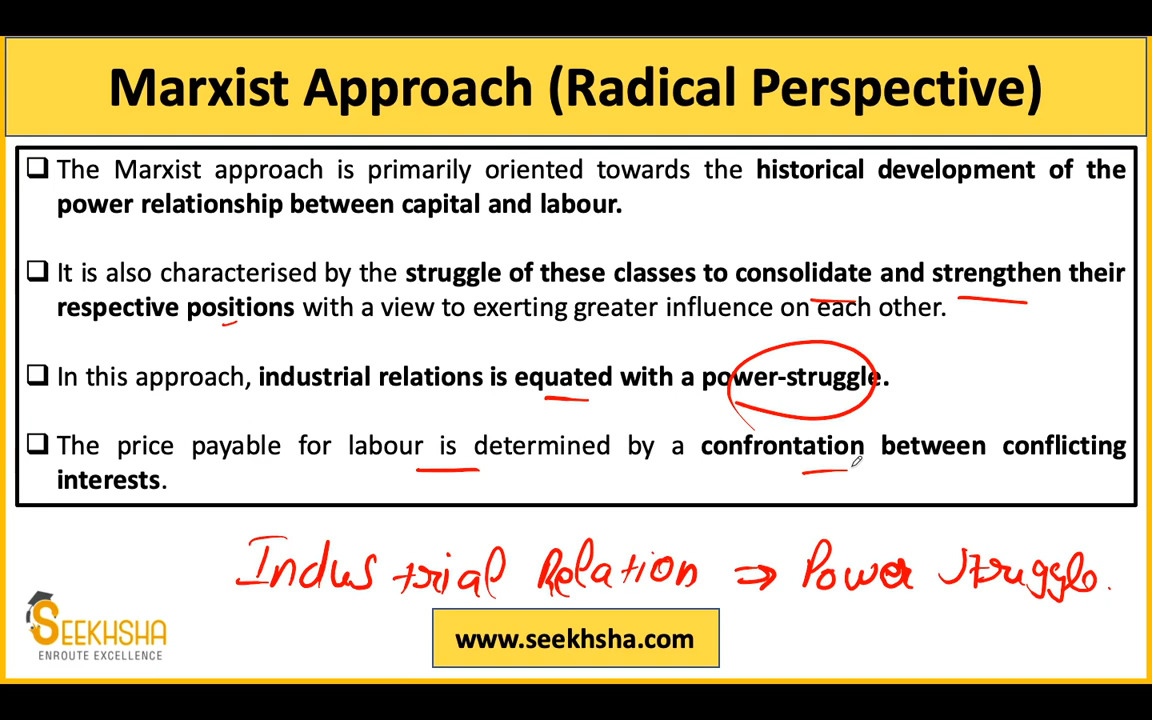 Marxist Approach (Radical Perspective)
The Marxist approach is primarily oriented towards the historical development of the
power relationship between capital and labour.
It is also characterised by the struggle of these classes to consolidate and strengthen their
respective positions with a view to exerting greater influence on each other.
In this approach, industrial relations is equated with a power-struggle.
The price payable for labour is determined by a confrontation between conflicting
interests.
Industrial Relation ⇒ Power Struggle.
SEEKHSHA
ENROUTE EXCELLENCE
www.seekhsha.com